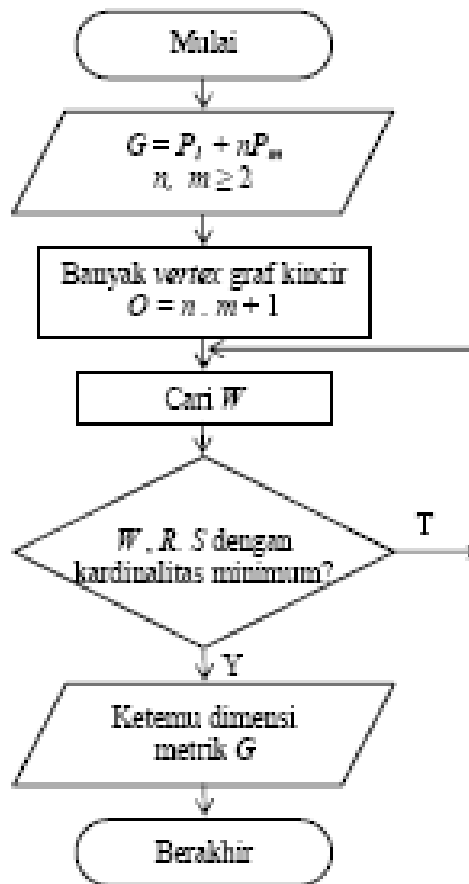 Mulai
G = P₁ + nPₘ
n, m ≥ 2
Banyak vertex graf kincir
O = n . m + 1
Cari W
W , R. S dengan
kardinalitas minimum?
T
Y
Ketemu dimensi
metrik G
Berakhir